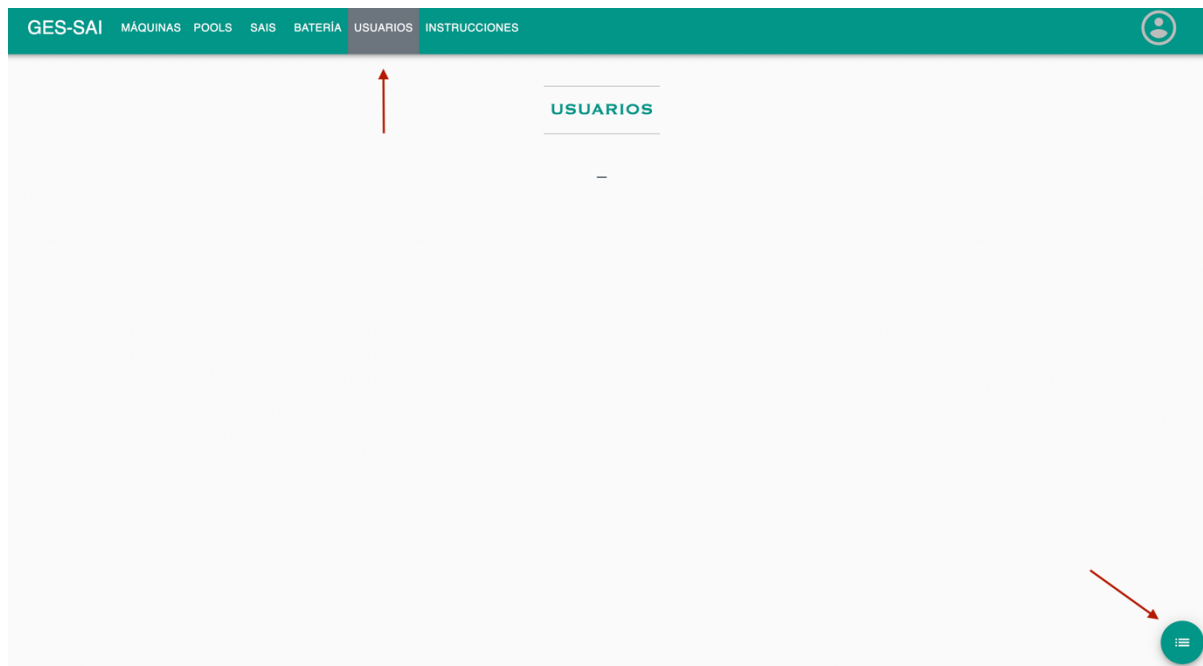 GES-SAI MÁQUINAS POOLS SAIS BATERÍA USUARIOS INSTRUCCIONES
USUARIOS
_